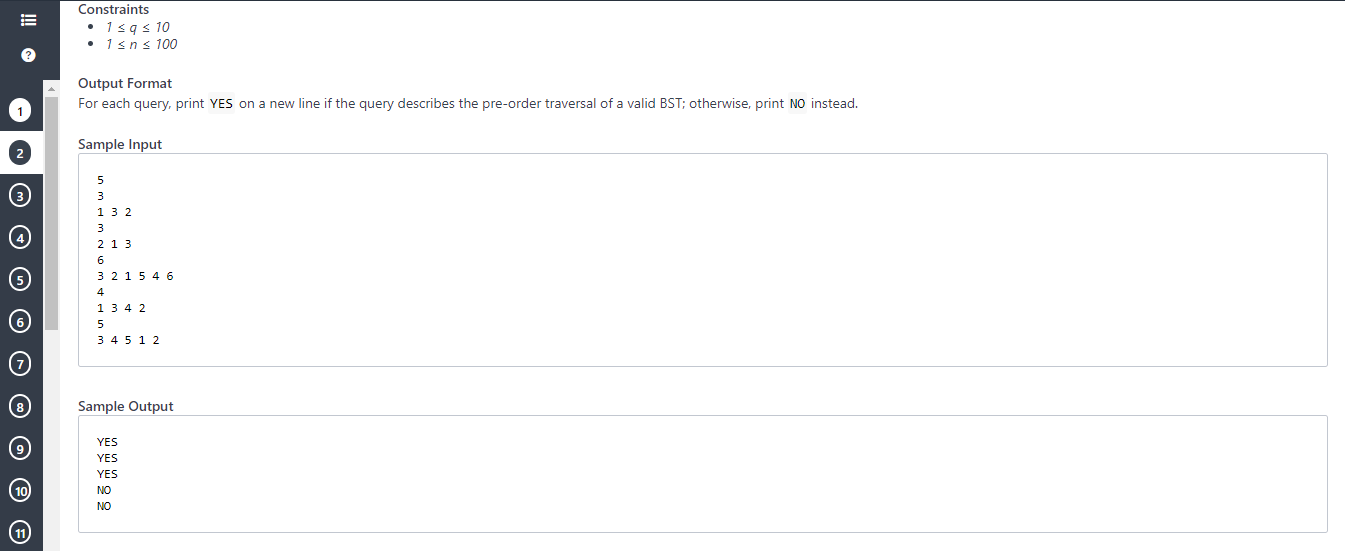 Constraints
• 1 ≤ q ≤ 10
• 1 ≤ n ≤ 100
Output Format
For each query, print YES on a new line if the query describes the pre-order traversal of a valid BST; otherwise, print NO instead.
Sample Input
5
3
1 3 2
3
2 1 3
6
3 2 1 5 4 6
4
1 3 4 2
5
3 4 5 1 2
Sample Output
YES
YES
YES
NO
NO
?
1
2
3
4
5
6
7
8
9
10
11